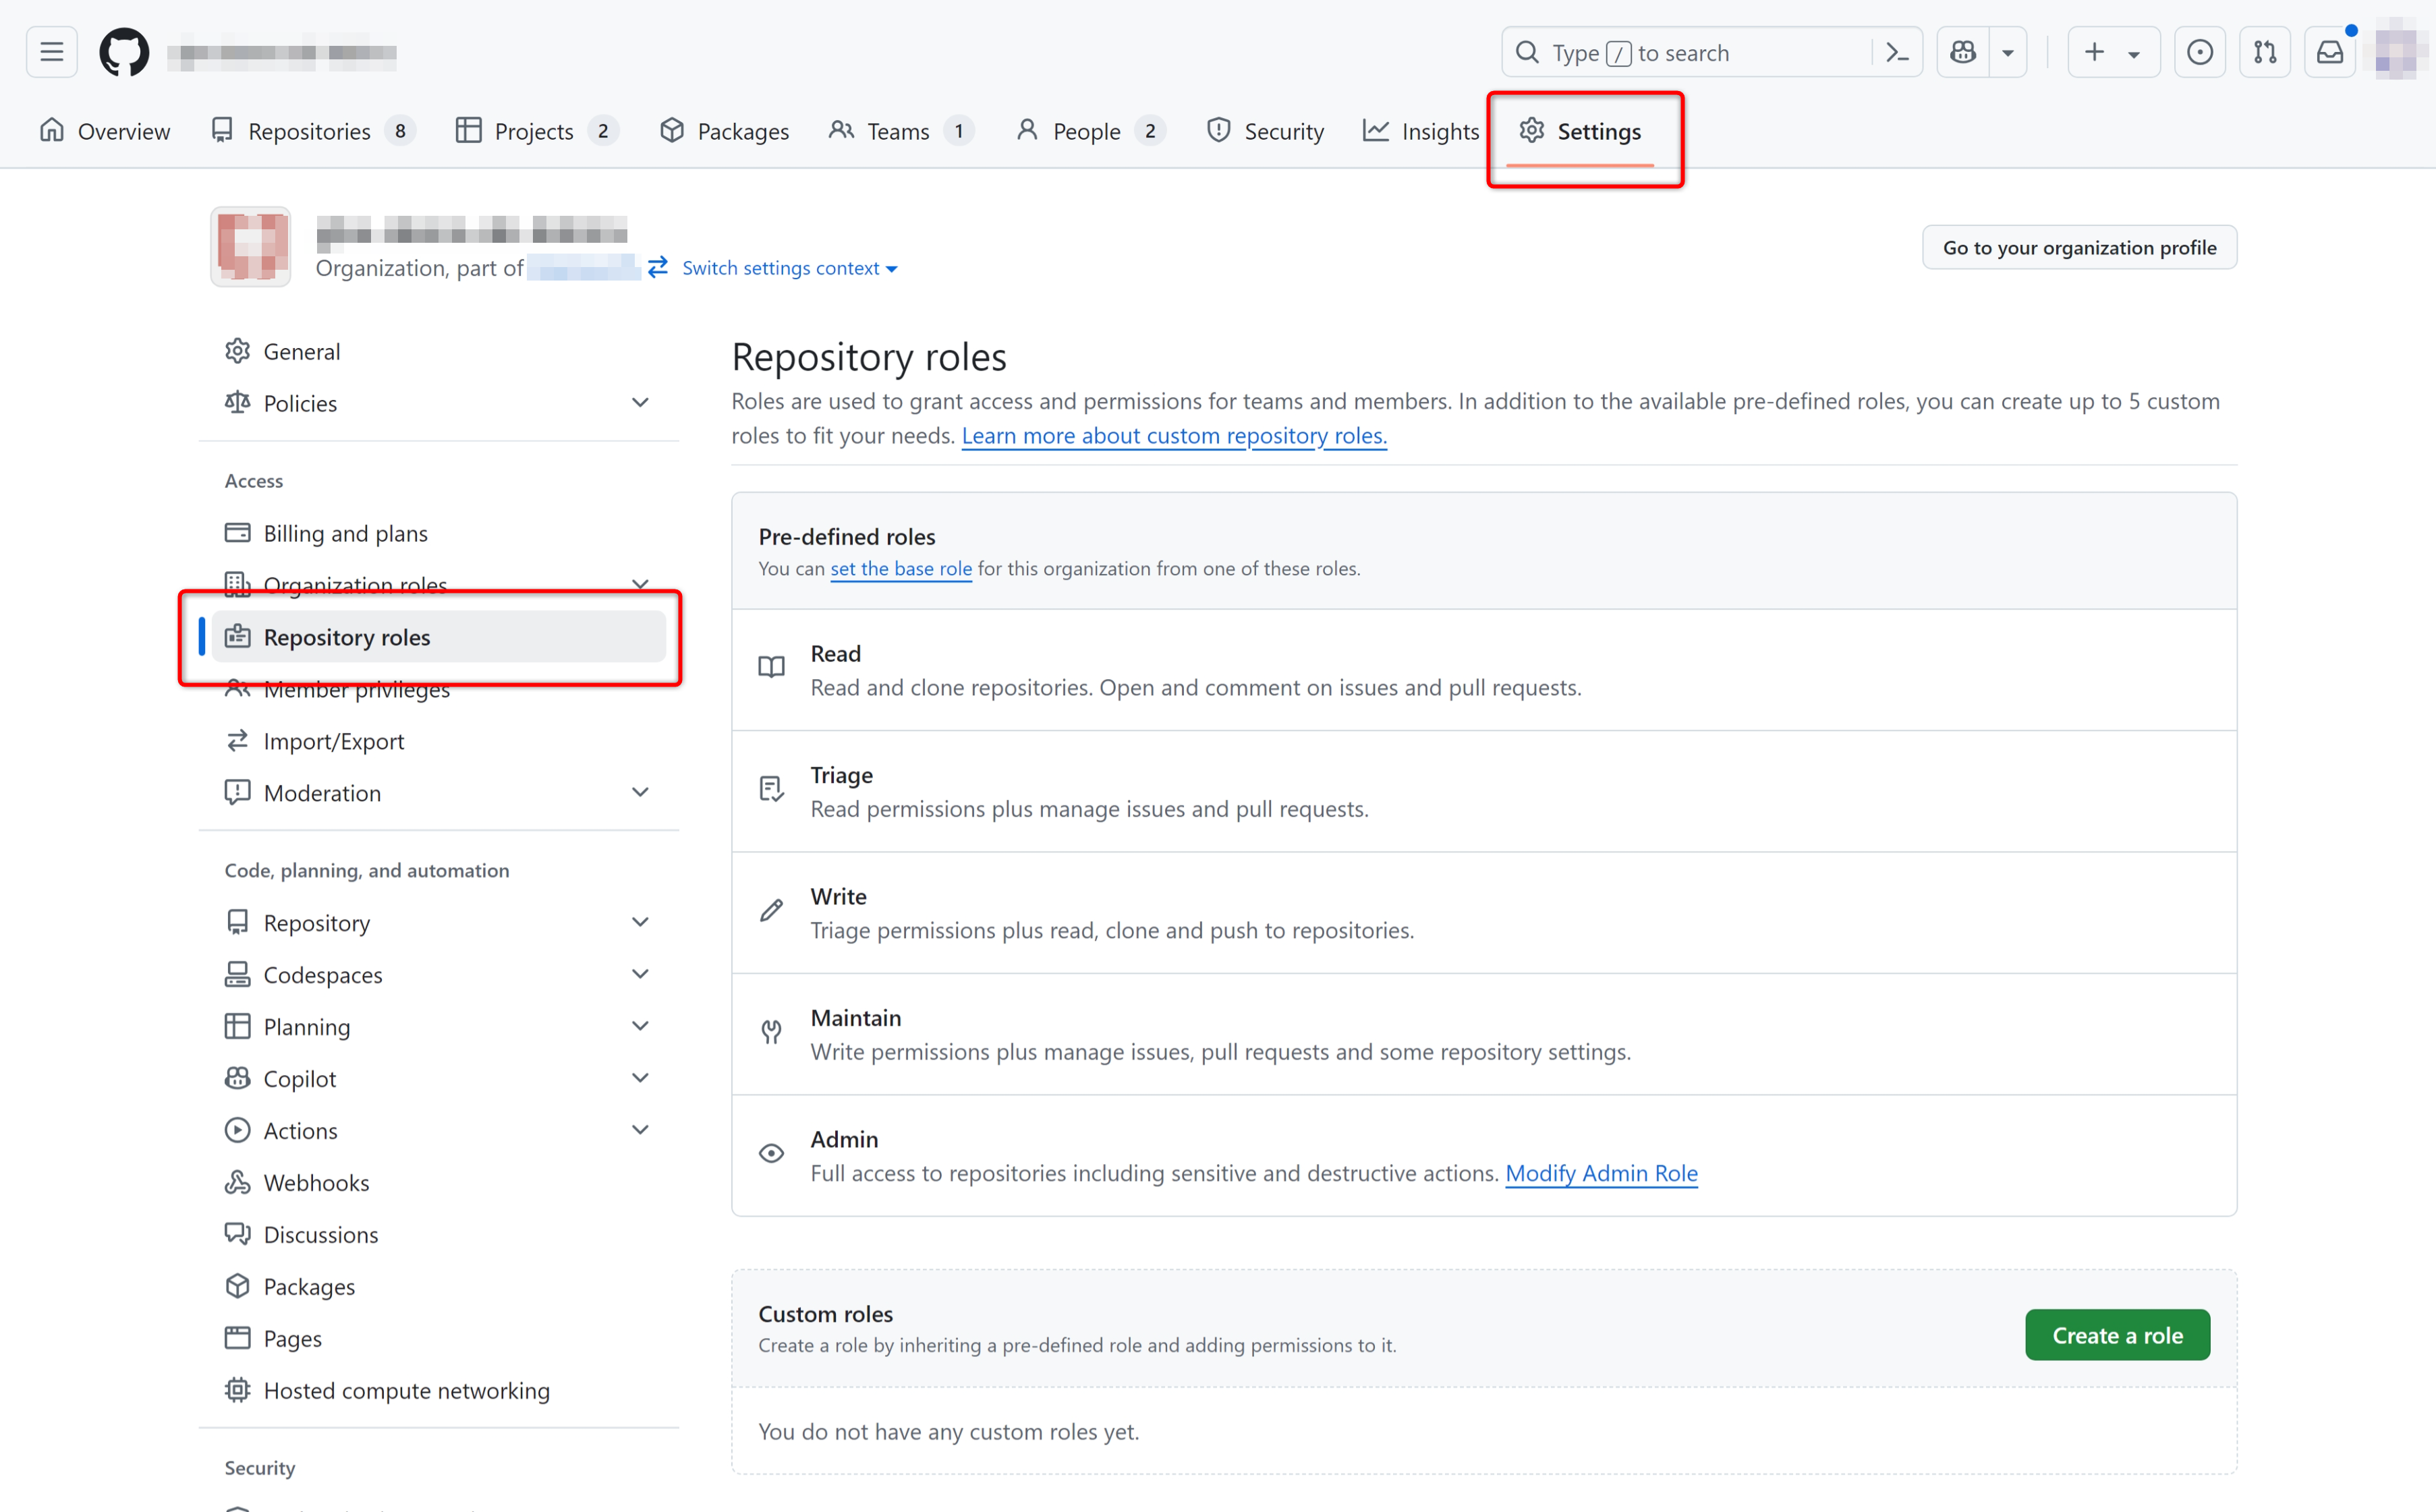 Type / to search
Overview
Repositories 8
Projects 2
Packages
Teams 1
People 2
Security
Insights
Settings
Organization, part of
Switch settings context
Go to your organization profile
General
Policies
Access
Billing and plans
Organization roles
Repository roles
Member privileges
Import/Export
Moderation
Code, planning, and automation
Repository
Codespaces
Planning
Copilot
Actions
Webhooks
Discussions
Packages
Pages
Hosted compute networking
Security
Repository roles
Roles are used to grant access and permissions for teams and members. In addition to the available pre-defined roles, you can create up to 5 custom
roles to fit your needs. Learn more about custom repository roles.
Pre-defined roles
You can set the base role for this organization from one of these roles.
Read
Read and clone repositories. Open and comment on issues and pull requests.
Triage
Read permissions plus manage issues and pull requests.
Write
Triage permissions plus read, clone and push to repositories.
Maintain
Write permissions plus manage issues, pull requests and some repository settings.
Admin
Full access to repositories including sensitive and destructive actions. Modify Admin Role
Custom roles
Create a role by inheriting a pre-defined role and adding permissions to it.
Create a role
You do not have any custom roles yet.